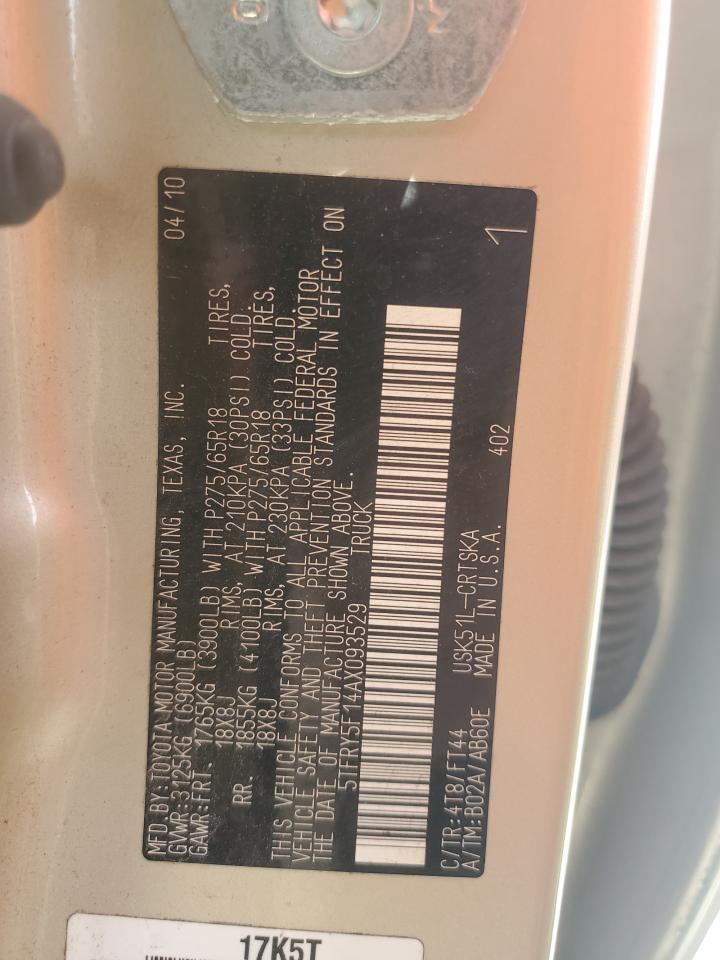 MFD.BY:TOYOTA MOTOR MANUFACTURING, TEXAS, INC. 04/10
GVWR:3125KG(6900LB)
GAWR:FRT. 1765KG (3900LB) WITH P275/65R18 TIRES,
18X8J RIMS, AT 210KPA (30PSI) COLD.
RR. 1855KG (4100LB) WITH P275/65R18 TIRES,
18X8J RIMS, AT 230KPA (33PSI) COLD.
THIS VEHICLE CONFORMS TO ALL APPLICABLE FEDERAL MOTOR
VEHICLE SAFETY AND THEFT PREVENTION STANDARDS IN EFFECT ON
THE DATE OF MANUFACTURE SHOWN ABOVE.
5TFRY5F14AX093529 TRUCK
C/TR:4T8/FT44 USK51L-CRTSKA 402 1
A/TM:B02A/AB60E MADE IN U.S.A.
17K5T